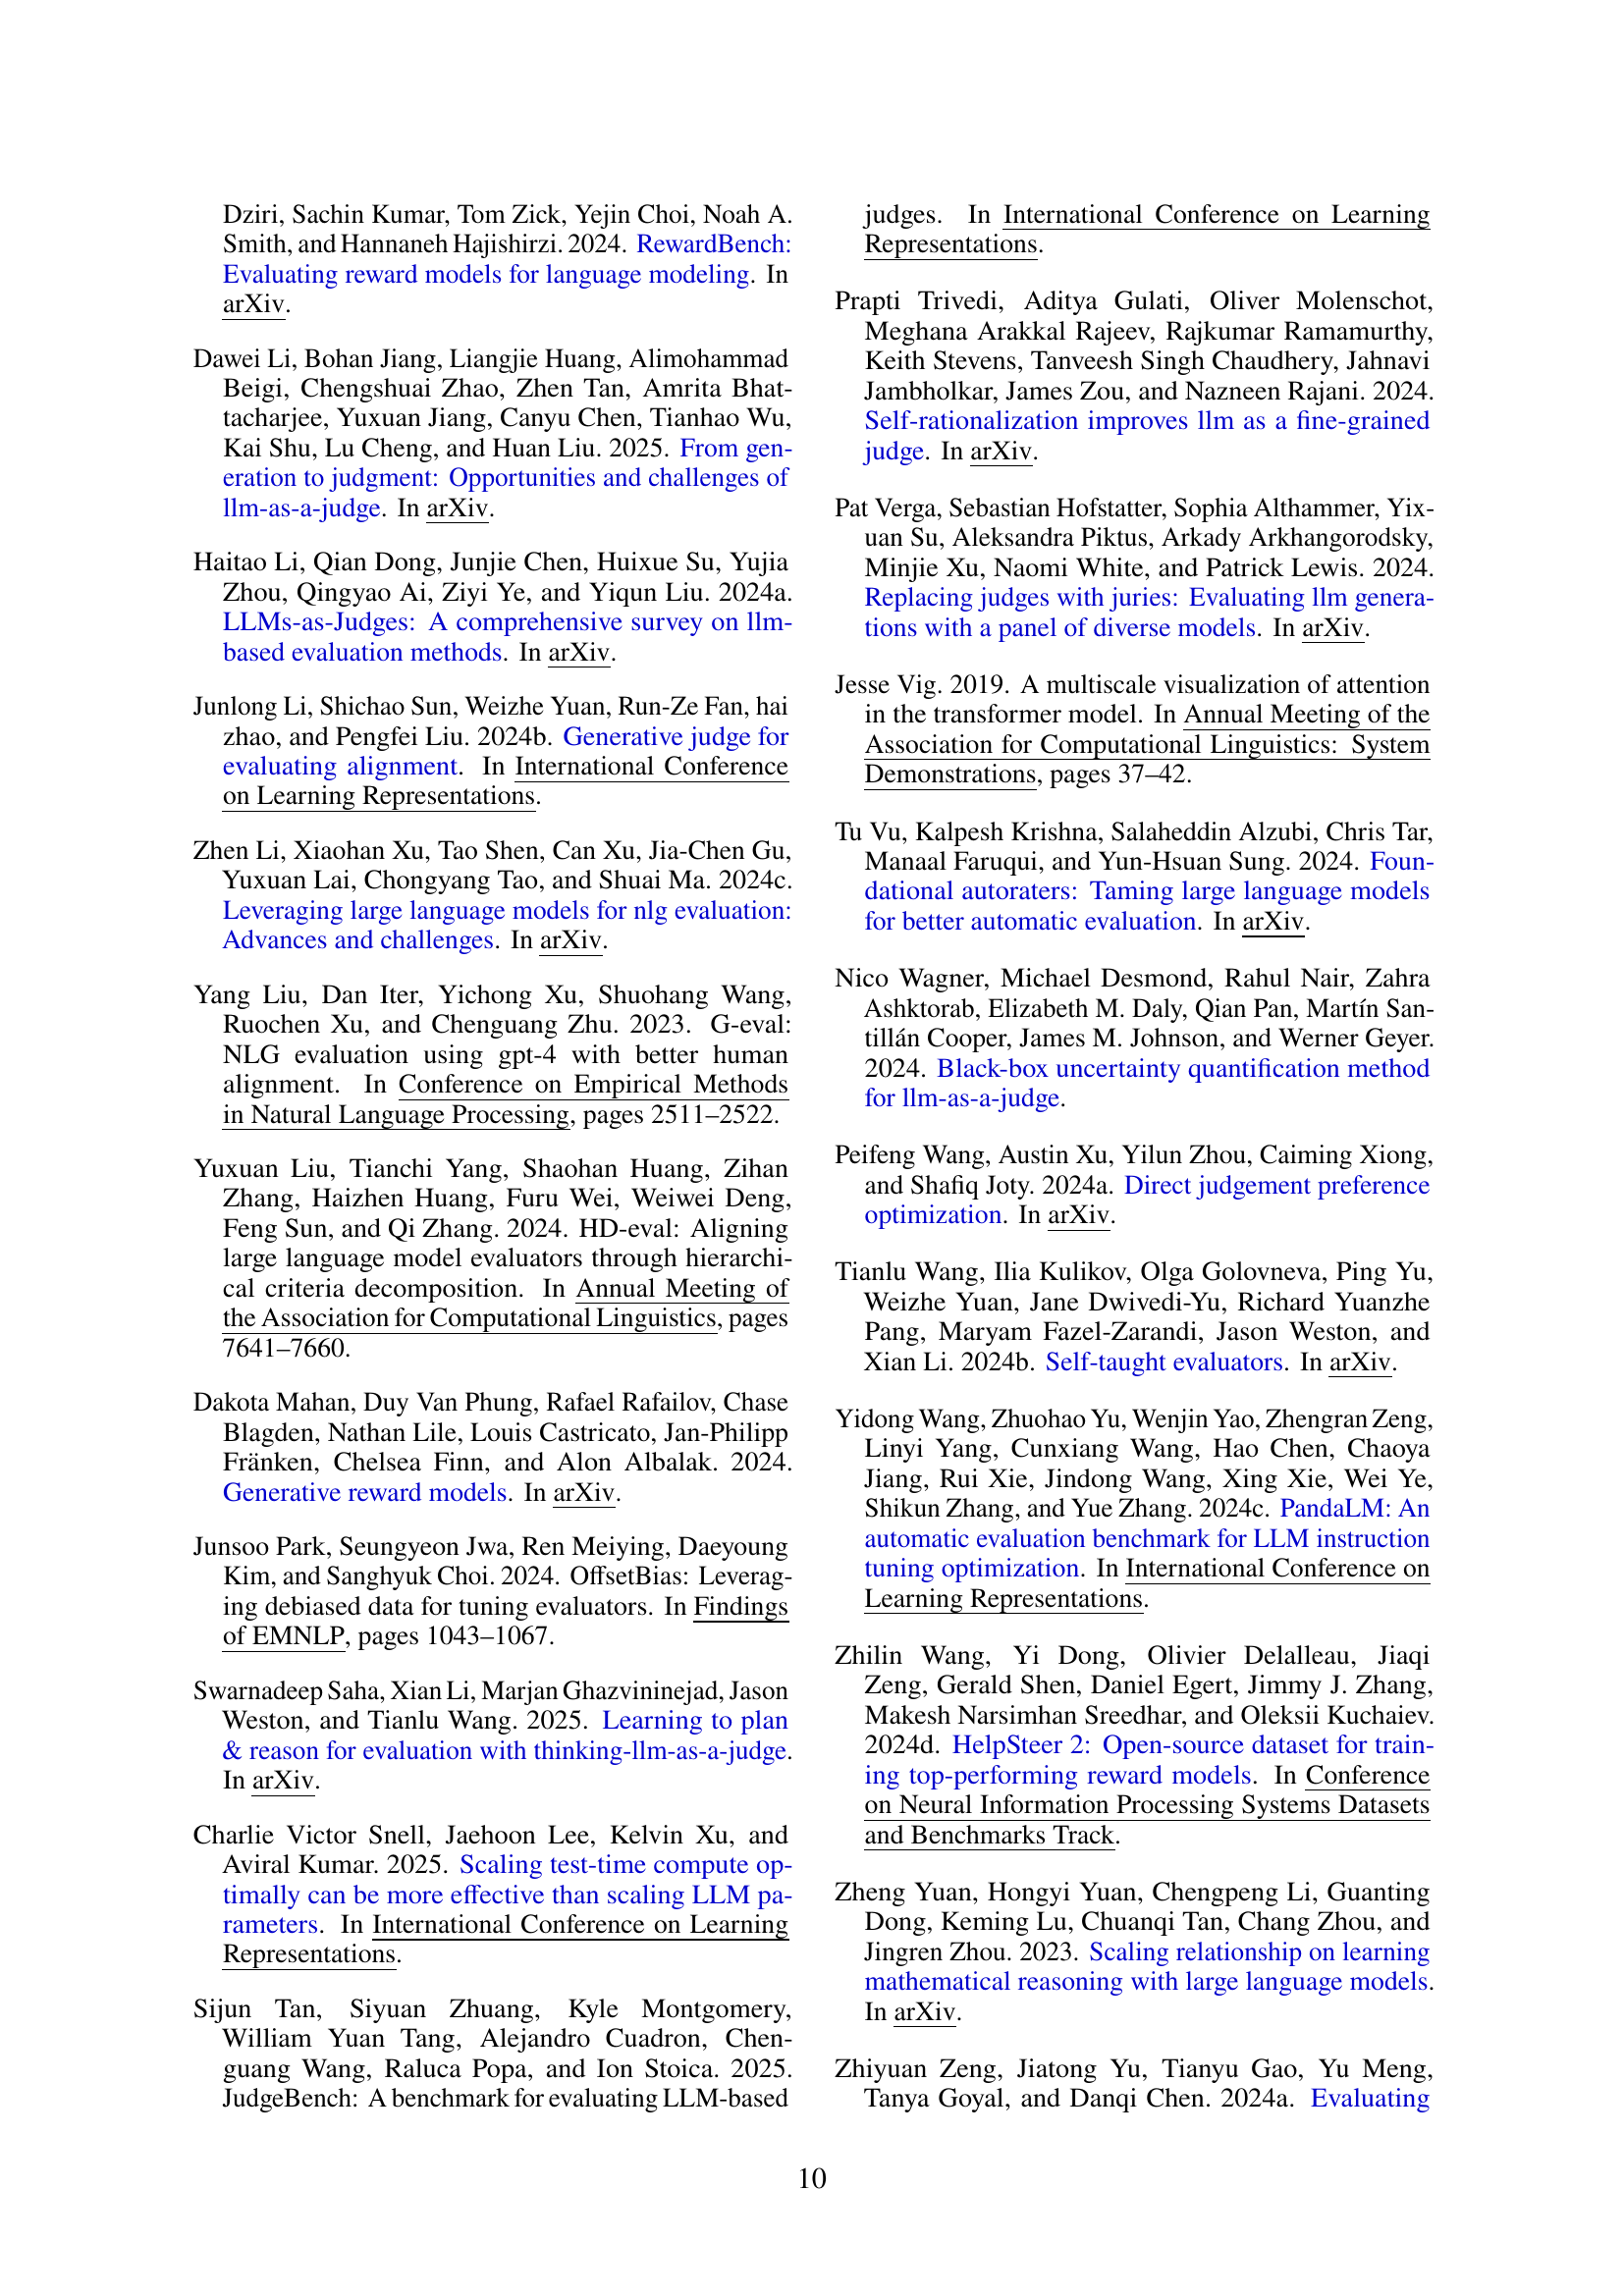 Dziri, Sachin Kumar, Tom Zick, Yejin Choi, Noah A.
Smith, and Hannaneh Hajishirzi. 2024. RewardBench:
Evaluating reward models for language modeling. In
arXiv.
Dawei Li, Bohan Jiang, Liangjie Huang, Alimohammad
Beigi, Chengshuai Zhao, Zhen Tan, Amrita Bhat-
tacharjee, Yuxuan Jiang, Canyu Chen, Tianhao Wu,
Kai Shu, Lu Cheng, and Huan Liu. 2025. From gen-
eration to judgment: Opportunities and challenges of
llm-as-a-judge. In arXiv.
Haitao Li, Qian Dong, Junjie Chen, Huixue Su, Yujia
Zhou, Qingyao Ai, Ziyi Ye, and Yiqun Liu. 2024a.
LLMs-as-Judges: A comprehensive survey on llm-
based evaluation methods. In arXiv.
Junlong Li, Shichao Sun, Weizhe Yuan, Run-Ze Fan, hai
zhao, and Pengfei Liu. 2024b. Generative judge for
evaluating alignment. In International Conference
on Learning Representations.
Zhen Li, Xiaohan Xu, Tao Shen, Can Xu, Jia-Chen Gu,
Yuxuan Lai, Chongyang Tao, and Shuai Ma. 2024c.
Leveraging large language models for nlg evaluation:
Advances and challenges. In arXiv.
Yang Liu, Dan Iter, Yichong Xu, Shuohang Wang,
Ruochen Xu, and Chenguang Zhu. 2023. G-eval:
NLG evaluation using gpt-4 with better human
alignment. In Conference on Empirical Methods
in Natural Language Processing, pages 2511–2522.
Yuxuan Liu, Tianchi Yang, Shaohan Huang, Zihan
Zhang, Haizhen Huang, Furu Wei, Weiwei Deng,
Feng Sun, and Qi Zhang. 2024. HD-eval: Aligning
large language model evaluators through hierarchi-
cal criteria decomposition. In Annual Meeting of
the Association for Computational Linguistics, pages
7641–7660.
Dakota Mahan, Duy Van Phung, Rafael Rafailov, Chase
Blagden, Nathan Lile, Louis Castricato, Jan-Philipp
Fränken, Chelsea Finn, and Alon Albalak. 2024.
Generative reward models. In arXiv.
Junsoo Park, Seungyeon Jwa, Ren Meiying, Daeyoung
Kim, and Sanghyuk Choi. 2024. OffsetBias: Leverag-
ing debiased data for tuning evaluators. In Findings
of EMNLP, pages 1043–1067.
Swarnadeep Saha, Xian Li, Marjan Ghazvininejad, Jason
Weston, and Tianlu Wang. 2025. Learning to plan
& reason for evaluation with thinking-llm-as-a-judge.
In arXiv.
Charlie Victor Snell, Jaehoon Lee, Kelvin Xu, and
Aviral Kumar. 2025. Scaling test-time compute op-
timally can be more effective than scaling LLM pa-
rameters. In International Conference on Learning
Representations.
Sijun Tan, Siyuan Zhuang, Kyle Montgomery,
William Yuan Tang, Alejandro Cuadron, Chen-
guang Wang, Raluca Popa, and Ion Stoica. 2025.
JudgeBench: A benchmark for evaluating LLM-based
judges. In International Conference on Learning
Representations.
Prapti Trivedi, Aditya Gulati, Oliver Molenschot,
Meghana Arakkal Rajeev, Rajkumar Ramamurthy,
Keith Stevens, Tanveesh Singh Chaudhery, Jahnavi
Jambholkar, James Zou, and Nazneen Rajani. 2024.
Self-rationalization improves llm as a fine-grained
judge. In arXiv.
Pat Verga, Sebastian Hofstatter, Sophia Althammer, Yix-
uan Su, Aleksandra Piktus, Arkady Arkhangorodsky,
Minjie Xu, Naomi White, and Patrick Lewis. 2024.
Replacing judges with juries: Evaluating llm genera-
tions with a panel of diverse models. In arXiv.
Jesse Vig. 2019. A multiscale visualization of attention
in the transformer model. In Annual Meeting of the
Association for Computational Linguistics: System
Demonstrations, pages 37–42.
Tu Vu, Kalpesh Krishna, Salaheddin Alzubi, Chris Tar,
Manaal Faruqui, and Yun-Hsuan Sung. 2024. Foun-
dational autoraters: Taming large language models
for better automatic evaluation. In arXiv.
Nico Wagner, Michael Desmond, Rahul Nair, Zahra
Ashktorab, Elizabeth M. Daly, Qian Pan, Martín San-
tillán Cooper, James M. Johnson, and Werner Geyer.
2024. Black-box uncertainty quantification method
for llm-as-a-judge.
Peifeng Wang, Austin Xu, Yilun Zhou, Caiming Xiong,
and Shafiq Joty. 2024a. Direct judgement preference
optimization. In arXiv.
Tianlu Wang, Ilia Kulikov, Olga Golovneva, Ping Yu,
Weizhe Yuan, Jane Dwivedi-Yu, Richard Yuanzhe
Pang, Maryam Fazel-Zarandi, Jason Weston, and
Xian Li. 2024b. Self-taught evaluators. In arXiv.
Yidong Wang, Zhuohao Yu, Wenjin Yao, Zhengran Zeng,
Linyi Yang, Cunxiang Wang, Hao Chen, Chaoya
Jiang, Rui Xie, Jindong Wang, Xing Xie, Wei Ye,
Shikun Zhang, and Yue Zhang. 2024c. PandaLM: An
automatic evaluation benchmark for LLM instruction
tuning optimization. In International Conference on
Learning Representations.
Zhilin Wang, Yi Dong, Olivier Delalleau, Jiaqi
Zeng, Gerald Shen, Daniel Egert, Jimmy J. Zhang,
Makesh Narsimhan Sreedhar, and Oleksii Kuchaiev.
2024d. HelpSteer 2: Open-source dataset for train-
ing top-performing reward models. In Conference
on Neural Information Processing Systems Datasets
and Benchmarks Track.
Zheng Yuan, Hongyi Yuan, Chengpeng Li, Guanting
Dong, Keming Lu, Chuanqi Tan, Chang Zhou, and
Jingren Zhou. 2023. Scaling relationship on learning
mathematical reasoning with large language models.
In arXiv.
Zhiyuan Zeng, Jiatong Yu, Tianyu Gao, Yu Meng,
Tanya Goyal, and Danqi Chen. 2024a. Evaluating
10